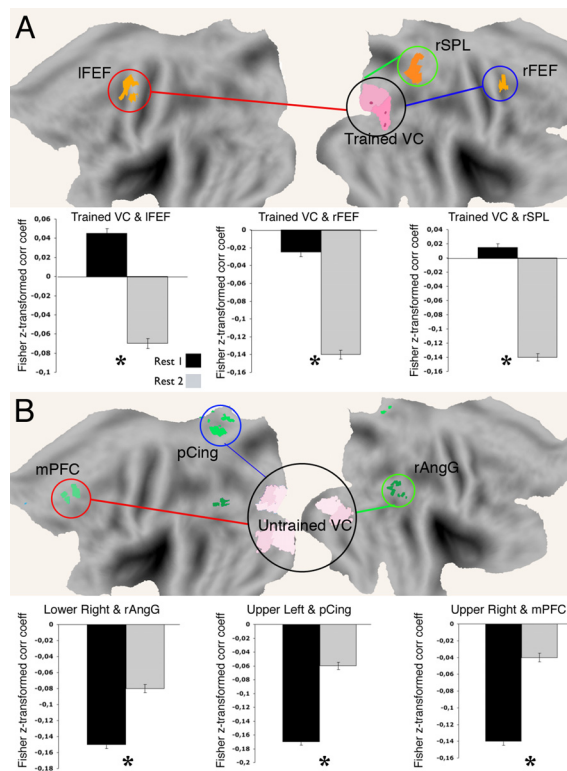 A
lFEF
rSPL
rFEF
Trained VC
Trained VC & lFEF
Trained VC & rFEF
Trained VC & rSPL
Fisher z-transformed corr coeff
0,06
0,04
0,02
0
-0,02
-0,04
-0,06
-0,08
-0,1
*
Rest 1
Rest 2
Fisher z-transformed corr coeff
0
-0,02
-0,04
-0,06
-0,08
-0,1
-0,12
-0,14
-0,16
*
Fisher z-transformed corr coeff
0,04
0,02
0
-0,02
-0,04
-0,06
-0,08
-0,1
-0,12
-0,14
-0,16
*
B
pCing
mPFC
rAngG
Untrained VC
Lower Right & rAngG
Upper Left & pCing
Upper Right & mPFC
Fisher z-transformed corr coeff
0
-0,02
-0,04
-0,06
-0,08
-0,1
-0,12
-0,14
-0,16
-0,18
*
Fisher z-transformed corr coeff
0
-0,02
-0,04
-0,06
-0,08
-0,1
-0,12
-0,14
-0,16
-0,18
-0,2
*
Fisher z-transformed corr coeff
0
-0,02
-0,04
-0,06
-0,08
-0,1
-0,12
-0,14
-0,16
*